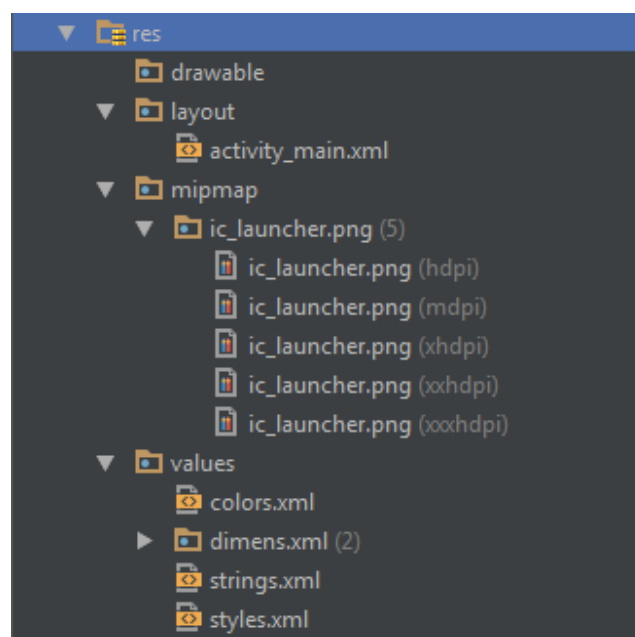 res
drawable
layout
activity_main.xml
mipmap
ic_launcher.png (5)
ic_launcher.png (hdpi)
ic_launcher.png (mdpi)
ic_launcher.png (xhdpi)
ic_launcher.png (xxhdpi)
ic_launcher.png (xxxhdpi)
values
colors.xml
dimens.xml (2)
strings.xml
styles.xml